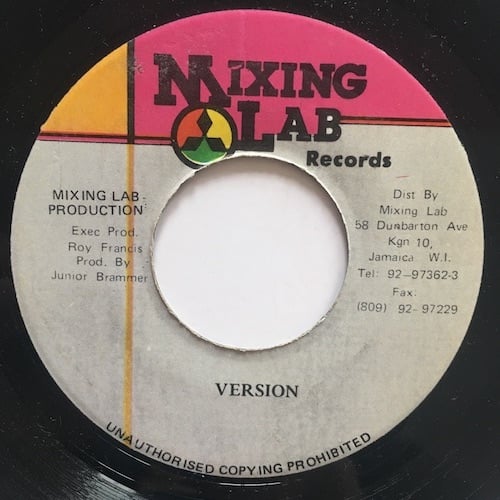 MIXING
LAB
Records
MIXING LAB
PRODUCTION
Exec Prod.
Roy Francis
Prod. By
Junior Brammer
Dist By
Mixing Lab
58 Dunbarton Ave
Kgn 10,
Jamaica W.I.
Tel: 92-97362-3
Fax:
(809) 92-97229
VERSION
UNAUTHORISED COPYING PROHIBITED